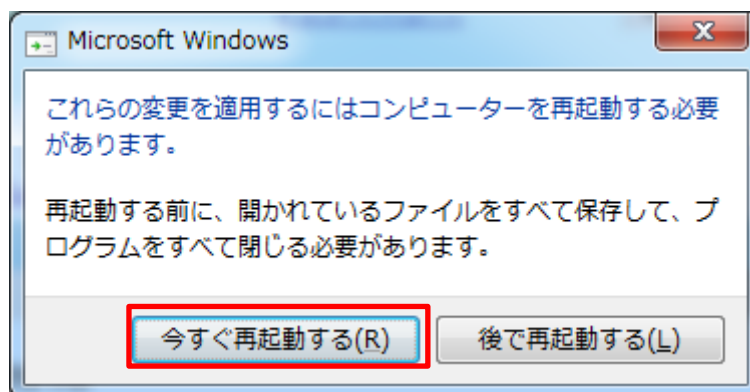 Microsoft Windows
これらの変更を適用するにはコンピューターを再起動する必要
があります。
再起動する前に、開かれているファイルをすべて保存して、プ
ログラムをすべて閉じる必要があります。
今すぐ再起動する(R)
後で再起動する(L)